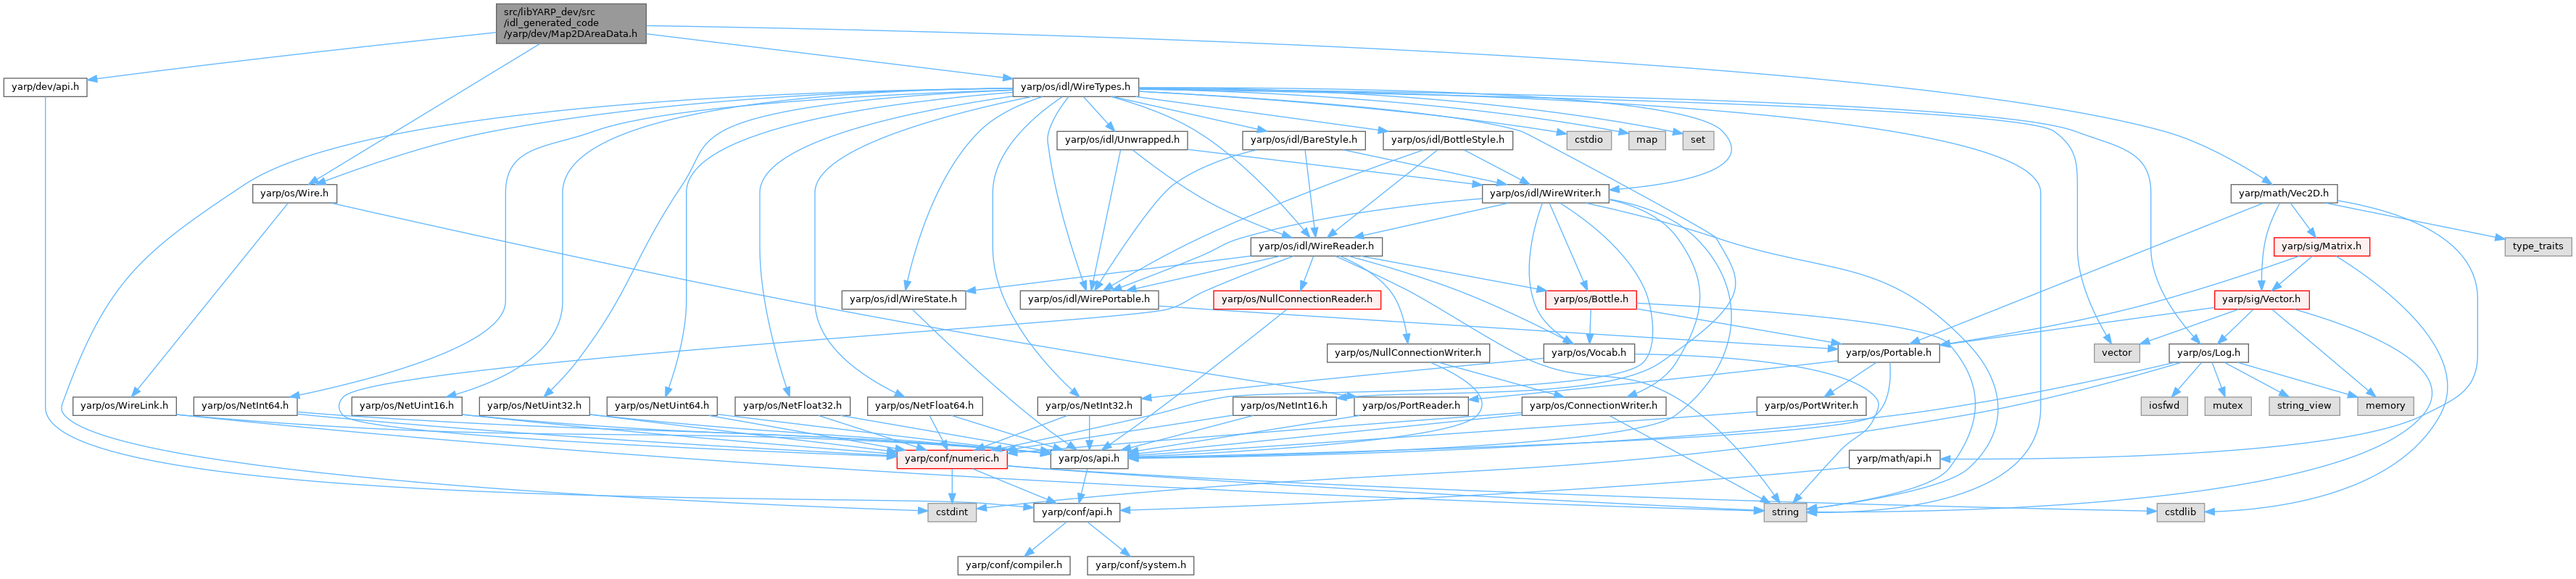 src/libYARP_dev/src
/idl_generated_code
/yarp/dev/Map2DAreaData.h
yarp/dev/api.h
yarp/os/idl/WireTypes.h
yarp/os/idl/Unwrapped.h
yarp/os/idl/BareStyle.h
yarp/os/idl/BottleStyle.h
cstdio
map
set
yarp/os/Wire.h
yarp/os/idl/WireWriter.h
yarp/math/Vec2D.h
yarp/os/idl/WireReader.h
yarp/sig/Matrix.h
type_traits
yarp/os/idl/WireState.h
yarp/os/idl/WirePortable.h
yarp/os/NullConnectionReader.h
yarp/os/Bottle.h
yarp/sig/Vector.h
yarp/os/NullConnectionWriter.h
yarp/os/Vocab.h
yarp/os/Portable.h
vector
yarp/os/Log.h
yarp/os/WireLink.h
yarp/os/NetInt64.h
yarp/os/NetUint16.h
yarp/os/NetUint32.h
yarp/os/NetUint64.h
yarp/os/NetFloat32.h
yarp/os/NetFloat64.h
yarp/os/NetInt32.h
yarp/os/NetInt16.h
yarp/os/PortReader.h
yarp/os/ConnectionWriter.h
yarp/os/PortWriter.h
iosfwd
mutex
string_view
memory
yarp/conf/numeric.h
yarp/os/api.h
yarp/math/api.h
cstdint
yarp/conf/api.h
string
cstdlib
yarp/conf/compiler.h
yarp/conf/system.h